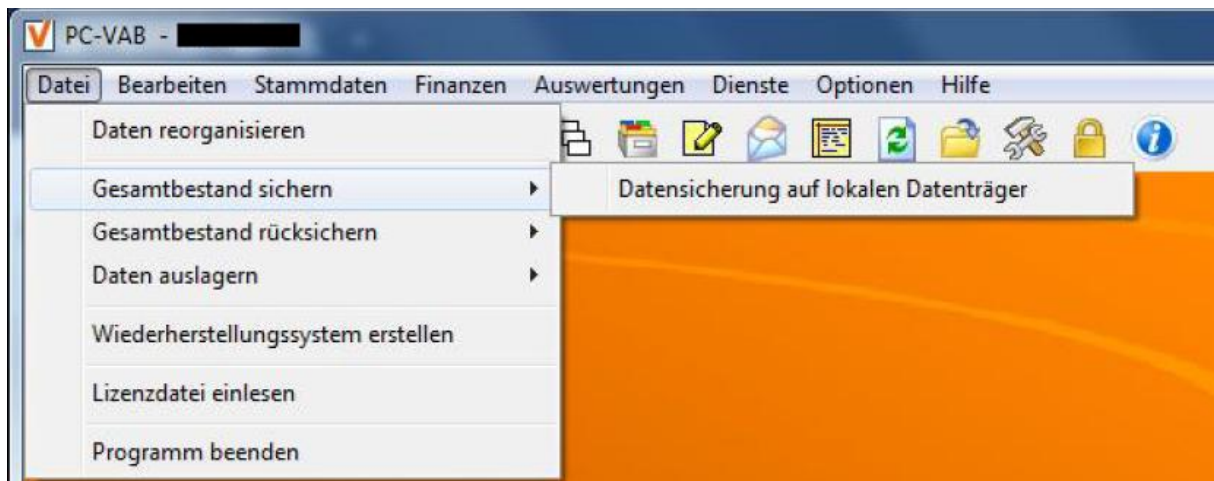 PC-VAB -
Datei Bearbeiten Stammdaten Finanzen Auswertungen Dienste Optionen Hilfe
Daten reorganisieren
Gesamtbestand sichern
Datensicherung auf lokalen Datenträger
Gesamtbestand rücksichern
Daten auslagern
Wiederherstellungssystem erstellen
Lizenzdatei einlesen
Programm beenden